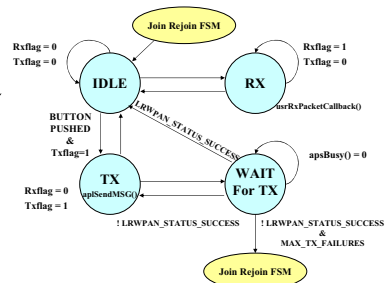 Join Rejoin FSM
Rxflag = 0
Txflag = 0
Rxflag = 1
Txflag = 0
IDLE
RX
usrRxPacketCallback()
LRWPAN_STATUS_SUCCESS
BUTTON
PUSHED
&
Txflag=1
apsBusy() = 0
TX
aplSendMSG()
WAIT
For TX
Rxflag = 0
Txflag = 1
! LRWPAN_STATUS_SUCCESS
! LRWPAN_STATUS_SUCCESS
&
MAX_TX_FAILURES
Join Rejoin FSM